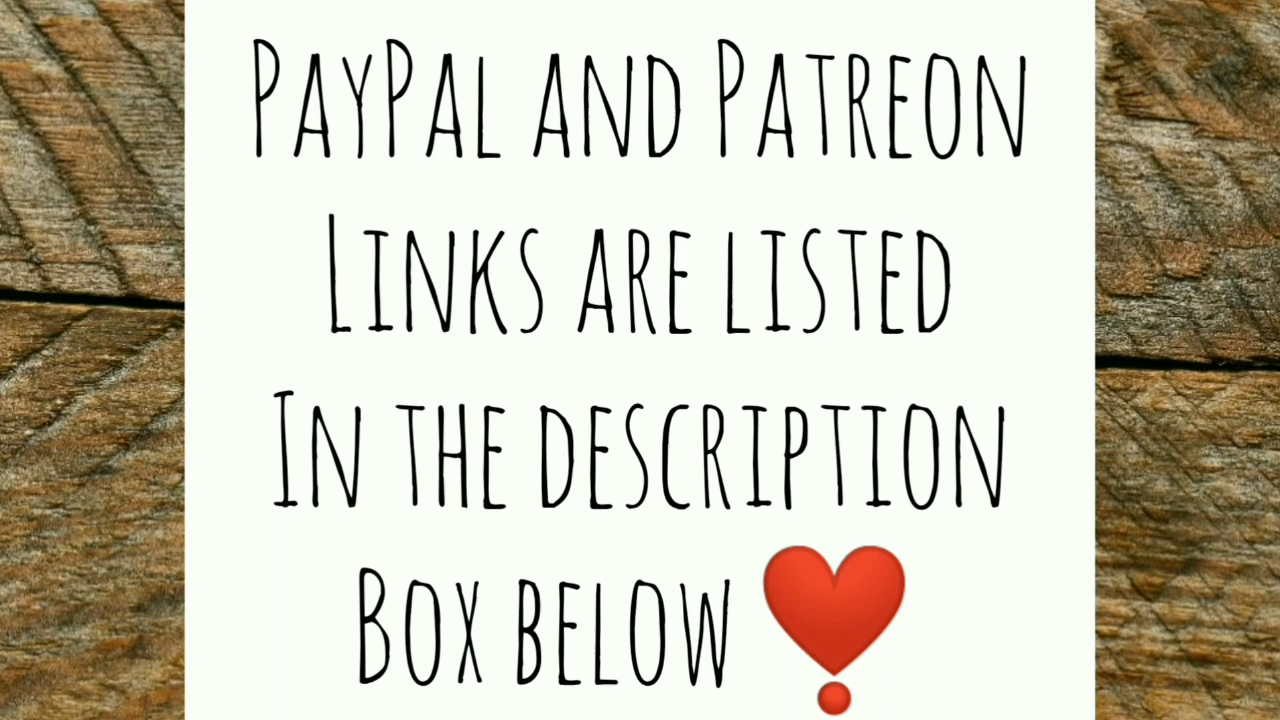 PayPal and Patreon
Links are listed
In the description
Box below ❣